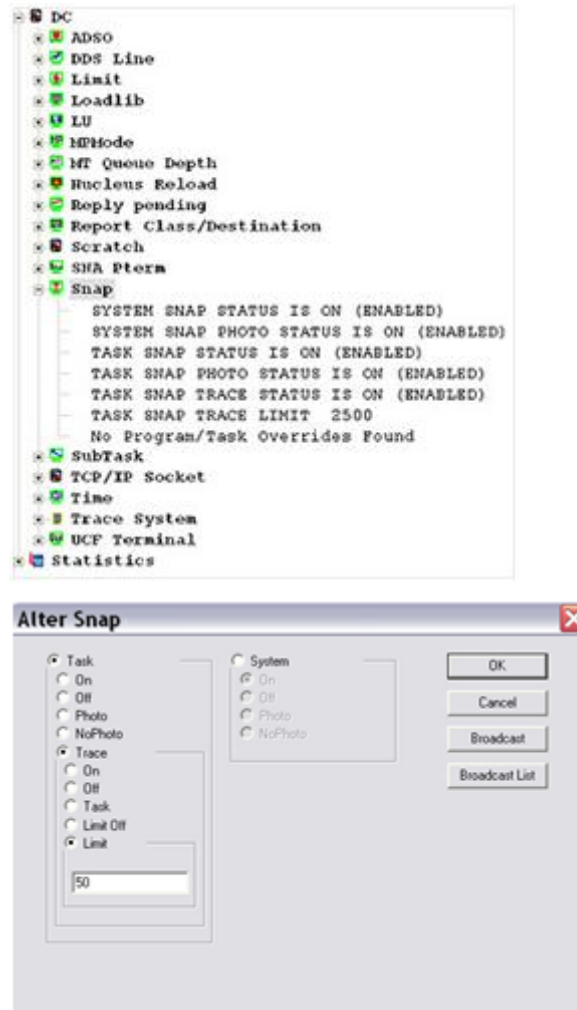 DC
ADSO
DDS Line
Limit
Loadlib
LU
MPMode
MT Queue Depth
Nucleus Reload
Reply pending
Report Class/Destination
Scratch
SNA Pterm
Snap
SYSTEM SNAP STATUS IS ON (ENABLED)
SYSTEM SNAP PHOTO STATUS IS ON (ENABLED)
TASK SNAP STATUS IS ON (ENABLED)
TASK SNAP PHOTO STATUS IS ON (ENABLED)
TASK SNAP TRACE STATUS IS ON (ENABLED)
TASK SNAP TRACE LIMIT 2500
No Program/Task Overrides Found
SubTask
TCP/IP Socket
Time
Trace System
UCF Terminal
Statistics
Alter Snap
Task
On
Off
Photo
NoPhoto
Trace
On
Off
Task
Limit Off
Limit
50
System
On
Off
Photo
NoPhoto
OK
Cancel
Broadcast
Broadcast List